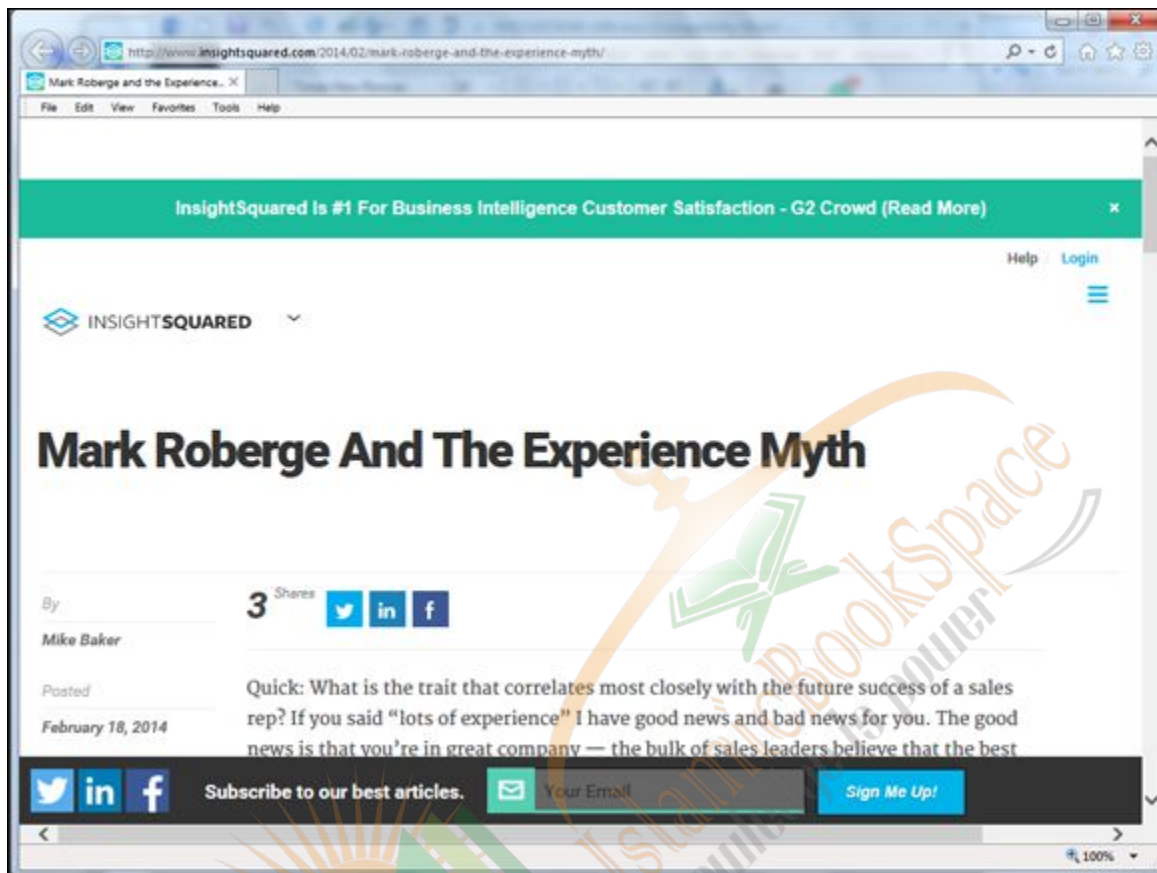 http://www.insightsquared.com/2014/02/mark-roberge-and-the-experience-myth/
Mark Roberge and the Experience...
File Edit View Favorites Tools Help
InsightSquared Is #1 For Business Intelligence Customer Satisfaction - G2 Crowd (Read More) ×
Help Login
INSIGHTSQUARED
Mark Roberge And The Experience Myth
By
Mike Baker
Posted
February 18, 2014
3 Shares
in f
Quick: What is the trait that correlates most closely with the future success of a sales
rep? If you said “lots of experience” I have good news and bad news for you. The good
news is that you’re in great company — the bulk of sales leaders believe that the best
in f Subscribe to our best articles. Your Email Sign Me Up!
100%
IslamicBookSpace